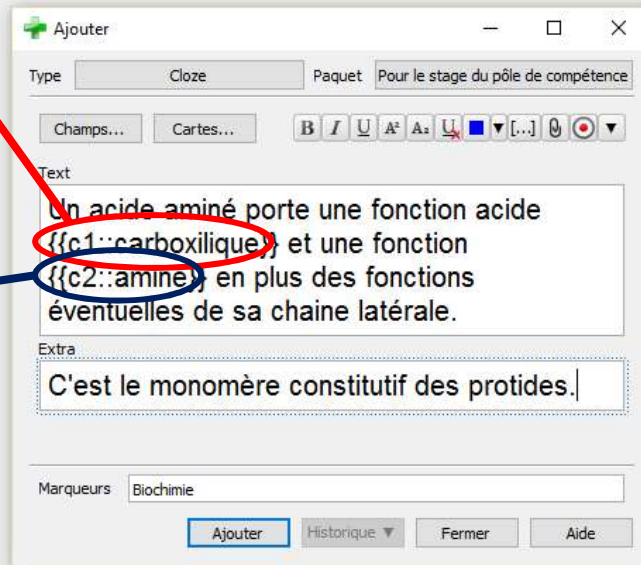 Ajouter
Type Cloze Paquet Pour le stage du pôle de compétence
Champs... Cartes... B I U A² A₂ U [...]
Text
Un acide aminé porte une fonction acide
{{c1::carboxilique}} et une fonction
{{c2::amine}} en plus des fonctions
éventuelles de sa chaine latérale.
Extra
C'est le monomère constitutif des protides.
Marqueurs Biochimie
Ajouter Historique ▼ Fermer Aide